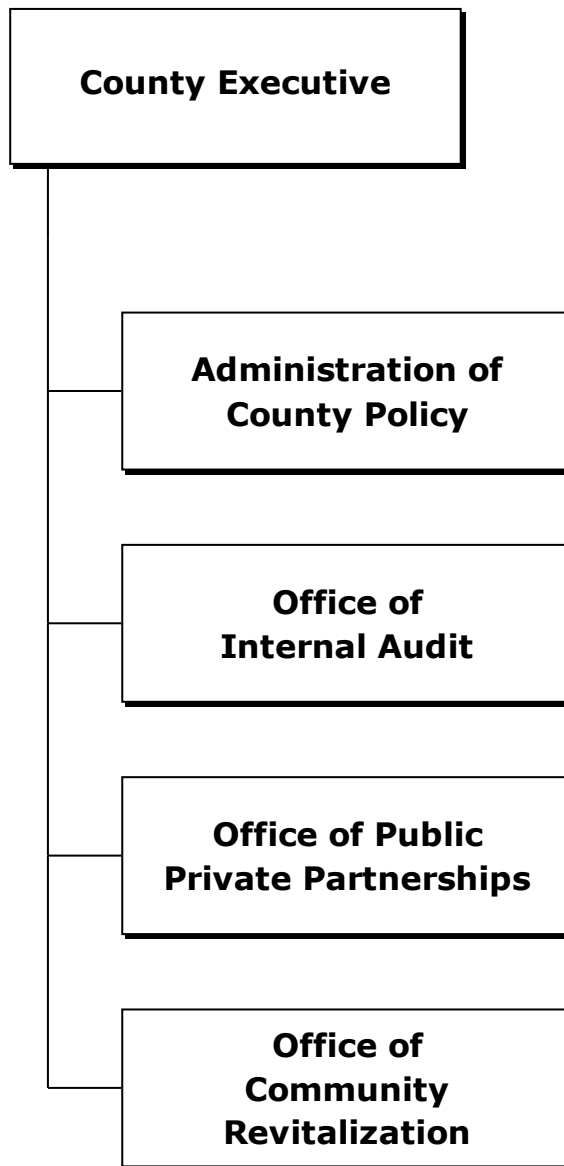 County Executive
Administration of
County Policy
Office of
Internal Audit
Office of Public
Private Partnerships
Office of
Community
Revitalization